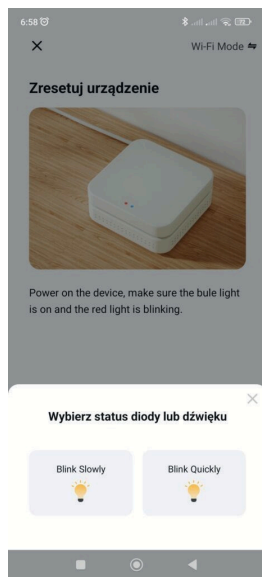 6:58
Wi-Fi Mode
Zresetuj urządzenie
Power on the device, make sure the bule light
is on and the red light is blinking.
Wybierz status diody lub dźwięku
Blink Slowly
Blink Quickly